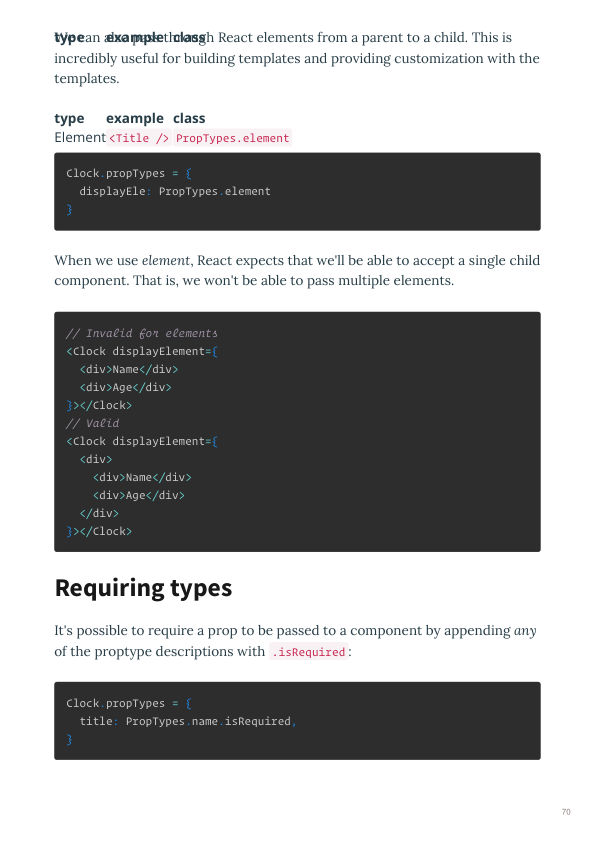 type example class
We can also pass through React elements from a parent to a child. This is
incredibly useful for building templates and providing customization with the
templates.
type example class
Element <Title /> PropTypes.element
Clock.propTypes = {
  displayEle: PropTypes.element
}
When we use element, React expects that we'll be able to accept a single child
component. That is, we won't be able to pass multiple elements.
// Invalid for elements
<Clock displayElement={
  <div>Name</div>
  <div>Age</div>
}></Clock>
// Valid
<Clock displayElement={
  <div>
    <div>Name</div>
    <div>Age</div>
  </div>
}></Clock>
Requiring types
It's possible to require a prop to be passed to a component by appending any
of the proptype descriptions with .isRequired:
Clock.propTypes = {
  title: PropTypes.name.isRequired,
}
70